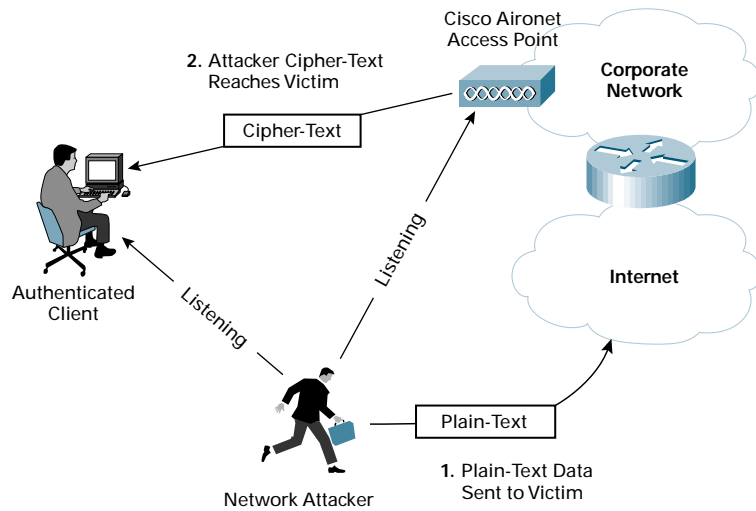 Cisco Aironet
Access Point
2. Attacker Cipher-Text
Reaches Victim
Corporate
Network
Cipher-Text
Listening
Internet
Authenticated
Client
Listening
Plain-Text
1. Plain-Text Data
Sent to Victim
Network Attacker